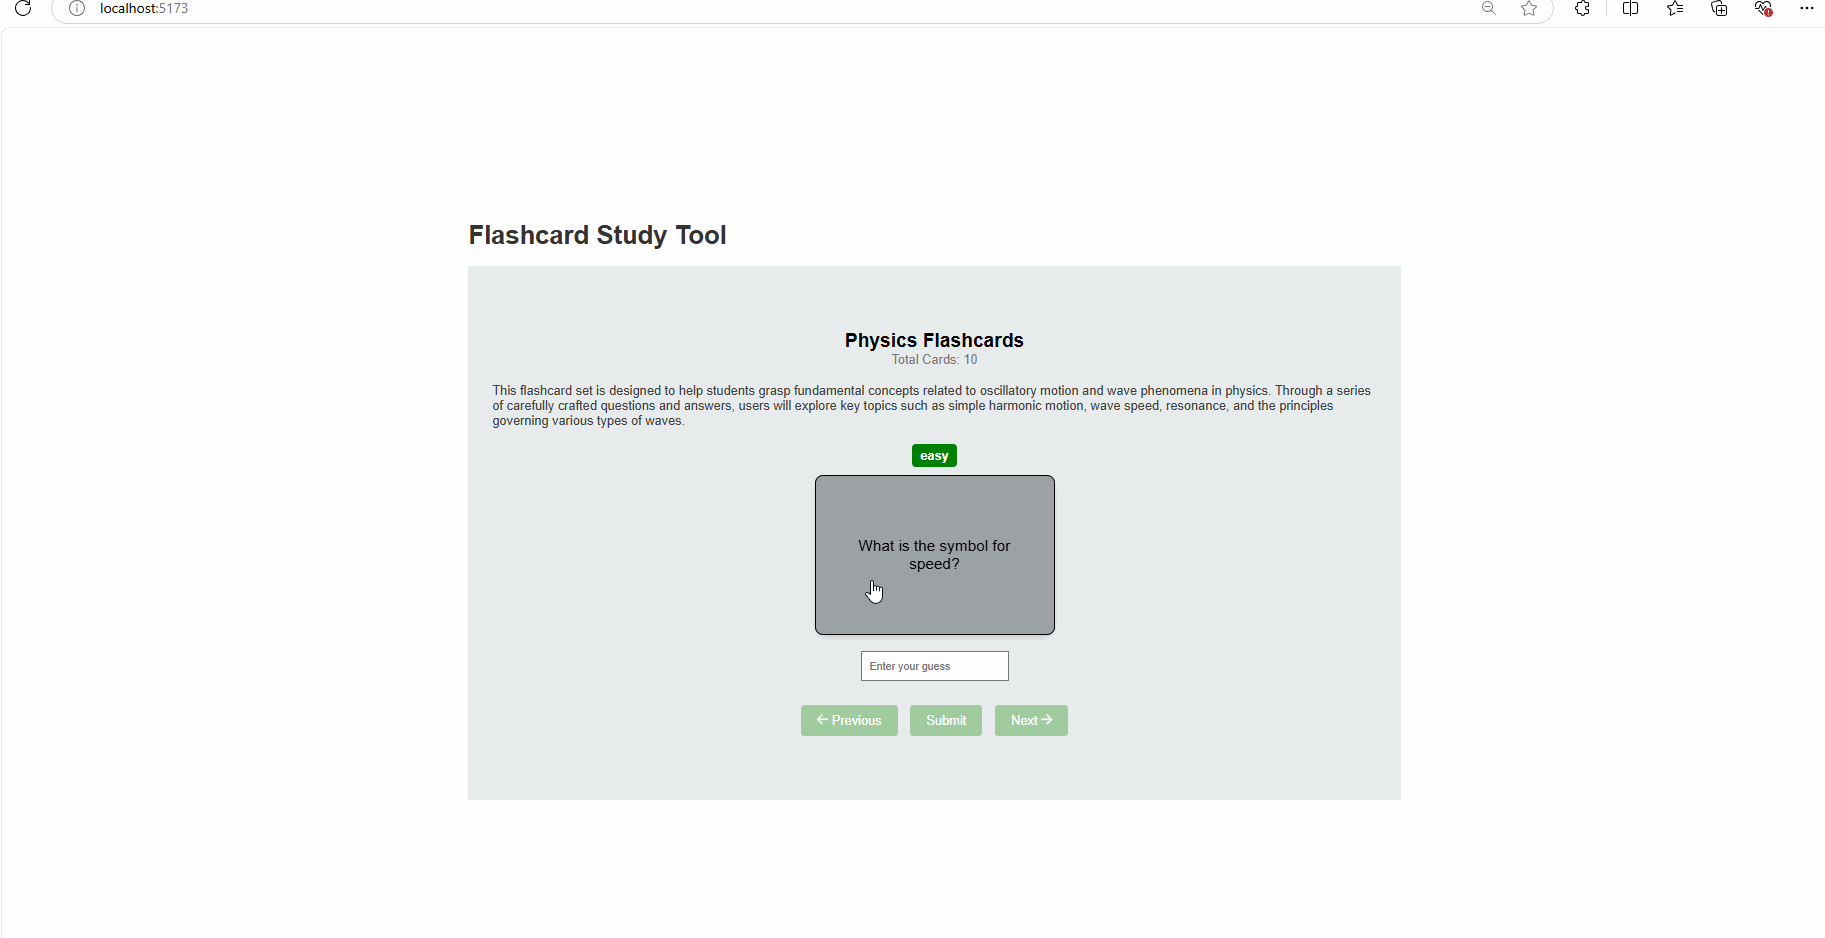 localhost:5173
Flashcard Study Tool
Physics Flashcards
Total Cards: 10
This flashcard set is designed to help students grasp fundamental concepts related to oscillatory motion and wave phenomena in physics. Through a series
of carefully crafted questions and answers, users will explore key topics such as simple harmonic motion, wave speed, resonance, and the principles
governing various types of waves.
easy
What is the symbol for
speed?
Enter your guess
← Previous Submit Next →